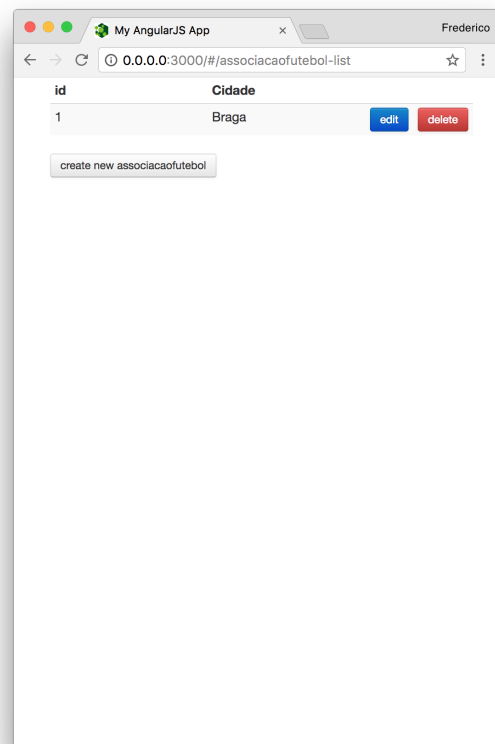 My AngularJS App
Frederico
0.0.0.0:3000/#/associacaofutebol-list
id Cidade
1 Braga edit delete
create new associacaofutebol